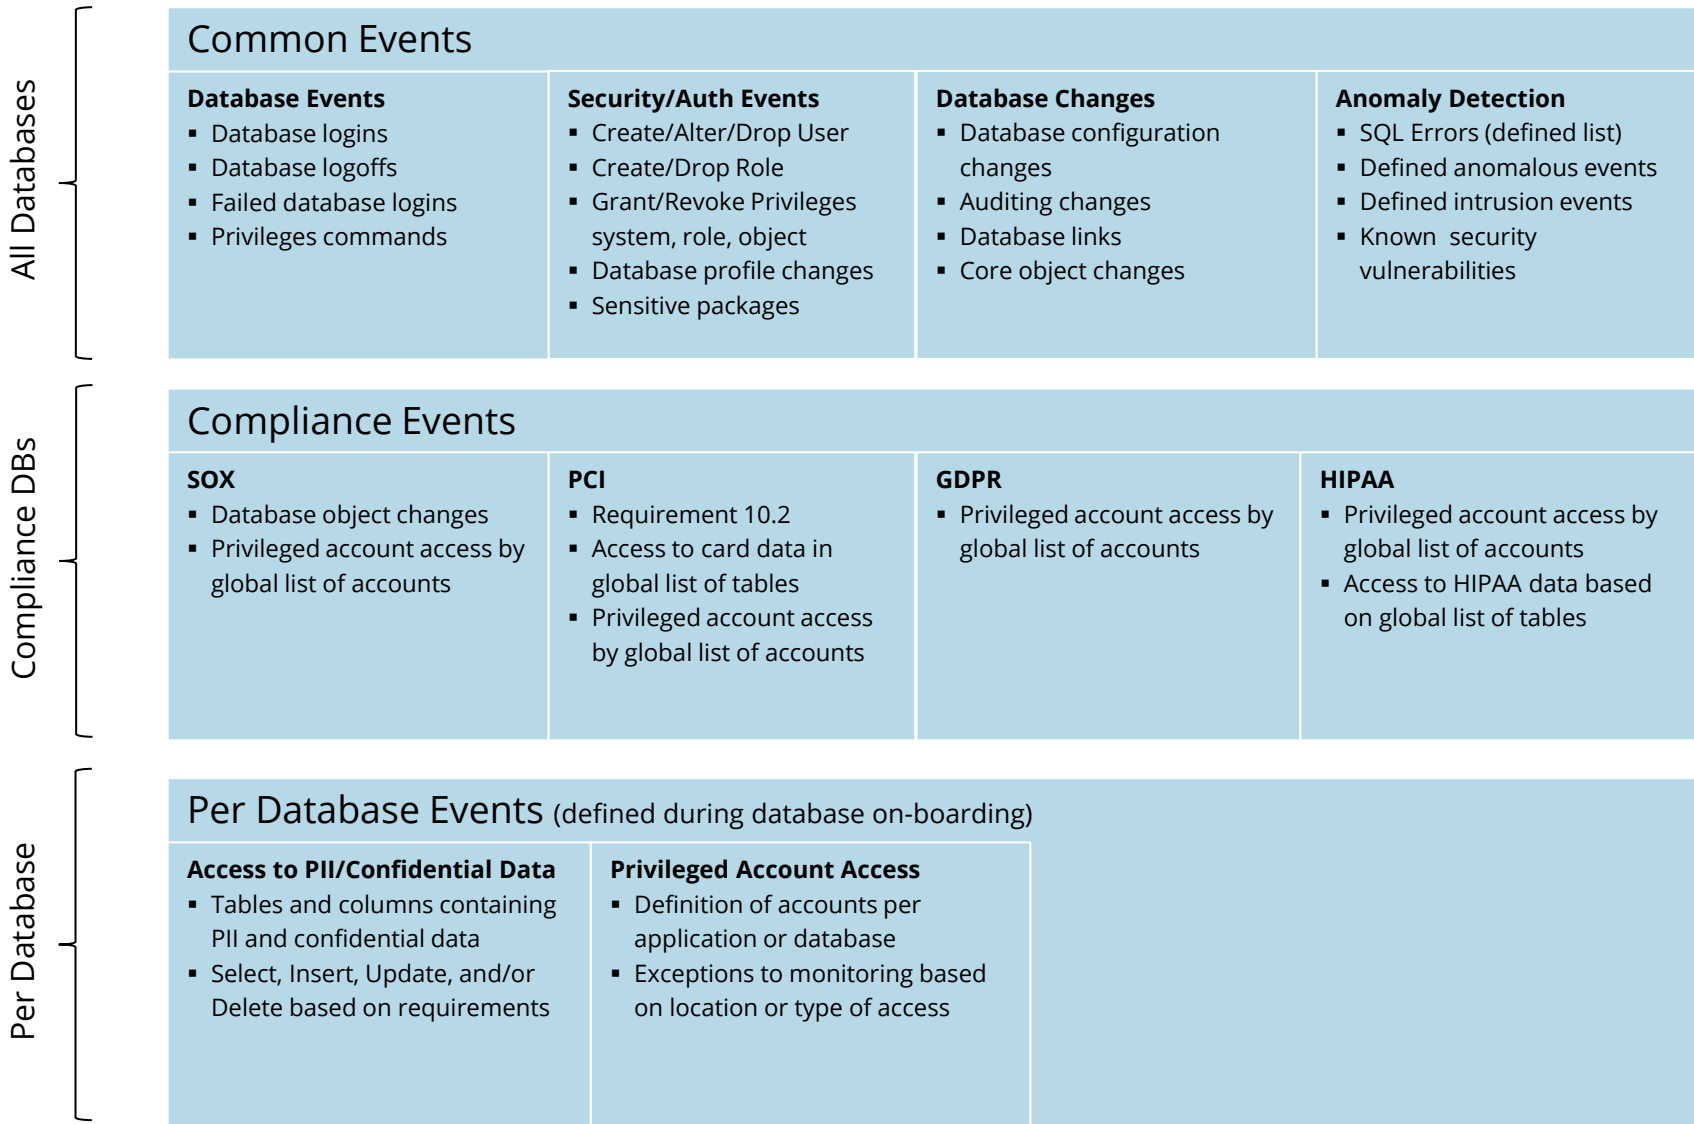 All Databases
Common Events
Database Events
▪ Database logins
▪ Database logoffs
▪ Failed database logins
▪ Privileges commands
Security/Auth Events
▪ Create/Alter/Drop User
▪ Create/Drop Role
▪ Grant/Revoke Privileges
system, role, object
▪ Database profile changes
▪ Sensitive packages
Database Changes
▪ Database configuration
changes
▪ Auditing changes
▪ Database links
▪ Core object changes
Anomaly Detection
▪ SQL Errors (defined list)
▪ Defined anomalous events
▪ Defined intrusion events
▪ Known  security
vulnerabilities
Compliance DBs
Compliance Events
SOX
▪ Database object changes
▪ Privileged account access by
global list of accounts
PCI
▪ Requirement 10.2
▪ Access to card data in
global list of tables
▪ Privileged account access
by global list of accounts
GDPR
▪ Privileged account access by
global list of accounts
HIPAA
▪ Privileged account access by
global list of accounts
▪ Access to HIPAA data based
on global list of tables
Per Database
Per Database Events (defined during database on-boarding)
Access to PII/Confidential Data
▪ Tables and columns containing
PII and confidential data
▪ Select, Insert, Update, and/or
Delete based on requirements
Privileged Account Access
▪ Definition of accounts per
application or database
▪ Exceptions to monitoring based
on location or type of access